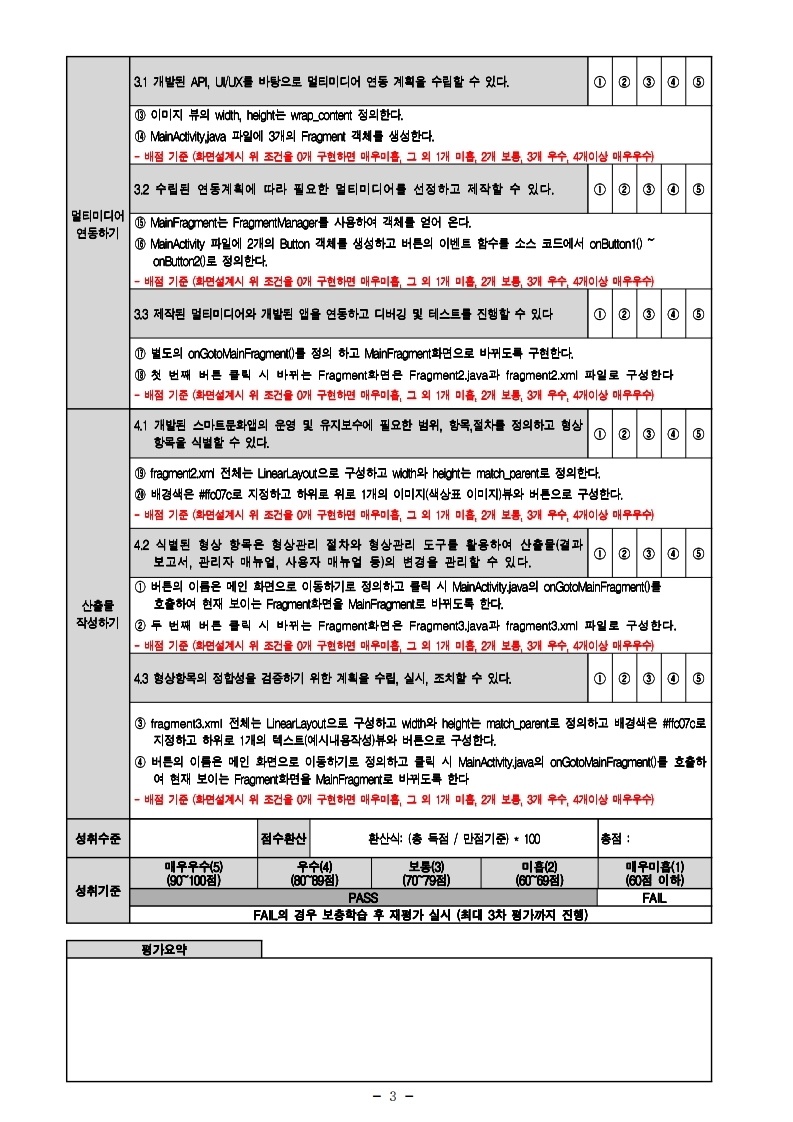 멀티미디어
연동하기
3.1 개발된 API, UI/UX를 바탕으로 멀티미디어 연동 계획을 수립할 수 있다.
① ② ③ ④ ⑤
⑬ 이미지 뷰의 width, height는 wrap_content 정의한다.
⑭ MainActivity.java 파일에 3개의 Fragment 객체를 생성한다.
- 배점 기준 (화면설계시 위 조건을 0개 구현하면 매우미흡, 그 외 1개 미흡, 2개 보통, 3개 우수, 4개이상 매우우수)
3.2 수립된 연동계획에 따라 필요한 멀티미디어를 선정하고 제작할 수 있다.
① ② ③ ④ ⑤
⑮ MainFragment는 FragmentManager를 사용하여 객체를 얻어 온다.
⑯ MainActivity 파일에 2개의 Button 객체를 생성하고 버튼의 이벤트 함수를 소스 코드에서 onButton1() ~
onButton2()로 정의한다.
- 배점 기준 (화면설계시 위 조건을 0개 구현하면 매우미흡, 그 외 1개 미흡, 2개 보통, 3개 우수, 4개이상 매우우수)
3.3 제작된 멀티미디어와 개발된 앱을 연동하고 디버깅 및 테스트를 진행할 수 있다
① ② ③ ④ ⑤
⑰ 별도의 onGotoMainFragment()를 정의 하고 MainFragment화면으로 바뀌도록 구현한다.
⑱ 첫 번째 버튼 클릭 시 바뀌는 Fragment화면은 Fragment2.java과 fragment2.xml 파일로 구성한다
- 배점 기준 (화면설계시 위 조건을 0개 구현하면 매우미흡, 그 외 1개 미흡, 2개 보통, 3개 우수, 4개이상 매우우수)
산출물
작성하기
4.1 개발된 스마트문화앱의 운영 및 유지보수에 필요한 범위, 항목,절차를 정의하고 형상
항목을 식별할 수 있다.
① ② ③ ④ ⑤
⑲ fragment2.xml 전체는 LinearLayout으로 구성하고 width와 height는 match_parent로 정의한다.
⑳ 배경색은 #ffc07c로 지정하고 하위로 위로 1개의 이미지(색상표 이미지)뷰와 버튼으로 구성한다.
- 배점 기준 (화면설계시 위 조건을 0개 구현하면 매우미흡, 그 외 1개 미흡, 2개 보통, 3개 우수, 4개이상 매우우수)
4.2 식별된 형상 항목은 형상관리 절차와 형상관리 도구를 활용하여 산출물(결과
보고서, 관리자 매뉴얼, 사용자 매뉴얼 등)의 변경을 관리할 수 있다.
① ② ③ ④ ⑤
① 버튼의 이름은 메인 화면으로 이동하기로 정의하고 클릭 시 MainActivity.java의 onGotoMainFragment()를
호출하여 현재 보이는 Fragment화면을 MainFragment로 바뀌도록 한다.
② 두 번째 버튼 클릭 시 바뀌는 Fragment화면은 Fragment3.java과 fragment3.xml 파일로 구성한다.
- 배점 기준 (화면설계시 위 조건을 0개 구현하면 매우미흡, 그 외 1개 미흡, 2개 보통, 3개 우수, 4개이상 매우우수)
4.3 형상항목의 정합성을 검증하기 위한 계획을 수립, 실시, 조치할 수 있다.
① ② ③ ④ ⑤
③ fragment3.xml 전체는 LinearLayout으로 구성하고 width와 height는 match_parent로 정의하고 배경색은 #ffc07c로
지정하고 하위로 1개의 텍스트(예시내용작성)뷰와 버튼으로 구성한다.
④ 버튼의 이름은 메인 화면으로 이동하기로 정의하고 클릭 시 MainActivity.java의 onGotoMainFragment()를 호출하
여 현재 보이는 Fragment화면을 MainFragment로 바뀌도록 한다
- 배점 기준 (화면설계시 위 조건을 0개 구현하면 매우미흡, 그 외 1개 미흡, 2개 보통, 3개 우수, 4개이상 매우우수)
성취수준 점수환산 환산식: (총 득점 / 만점기준) * 100 총점 :
성취기준
매우우수(5) 우수(4) 보통(3) 미흡(2) 매우미흡(1)
(90~100점) (80~89점) (70~79점) (60~69점) (60점 이하)
PASS FAIL
FAIL의 경우 보충학습 후 재평가 실시 (최대 3차 평가까지 진행)
평가요약
- 3 -